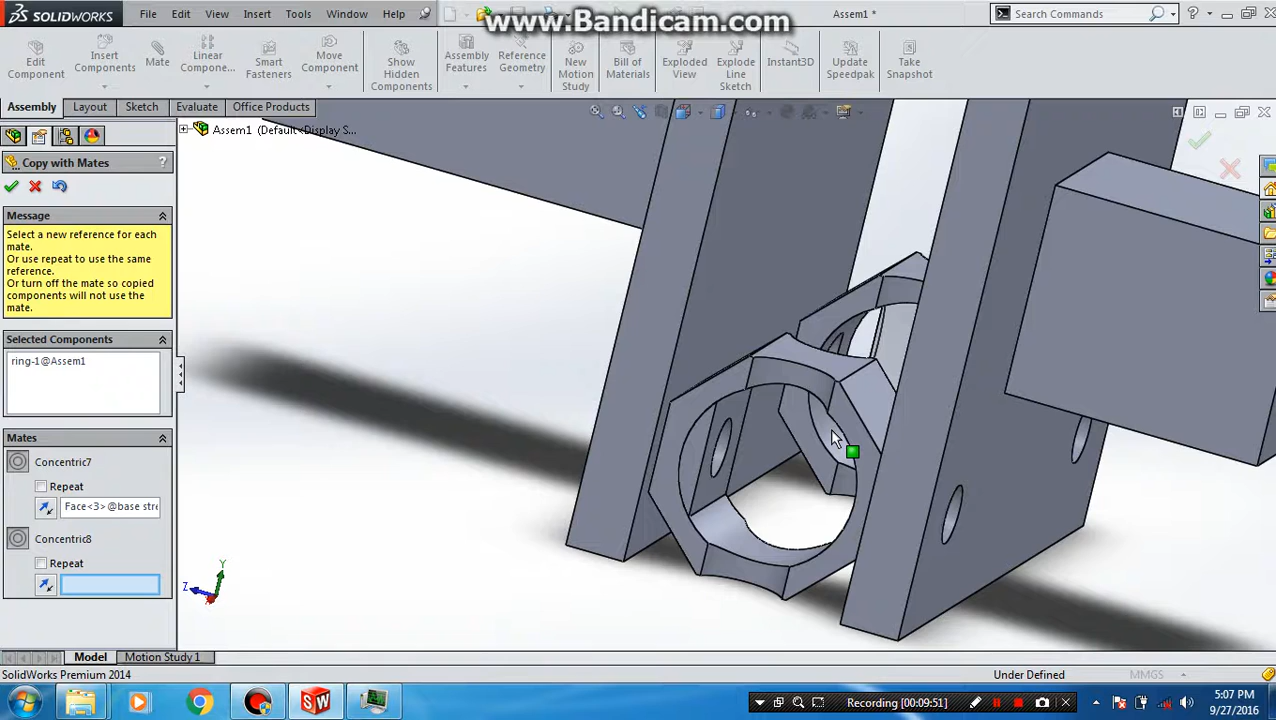 SOLIDWORKS
File
Edit
View
Insert
Tools
Window
Help
www.Bandicam.com
Assem1 *
Search Commands
Edit
Component
Insert
Components
Mate
Linear
Compone...
Smart
Fasteners
Move
Component
Show
Hidden
Components
Assembly
Features
Reference
Geometry
New
Motion
Study
Bill of
Materials
Exploded
View
Explode
Line
Sketch
Instant3D
Update
Speedpak
Take
Snapshot
Assembly
Layout
Sketch
Evaluate
Office Products
Assem1 (Default<Display S...
Copy with Mates
?
Message
Select a new reference for each
mate.
Or use repeat to use the same
reference.
Or turn off the mate so copied
components will not use the
mate.
Selected Components
ring-1@Assem1
Mates
Concentric7
Repeat
Face<3> @base stre
Concentric8
Repeat
Y
Z
Model
Motion Study 1
SolidWorks Premium 2014
Under Defined
MMGS
Recording [00:09:51]
5:07 PM
9/27/2016